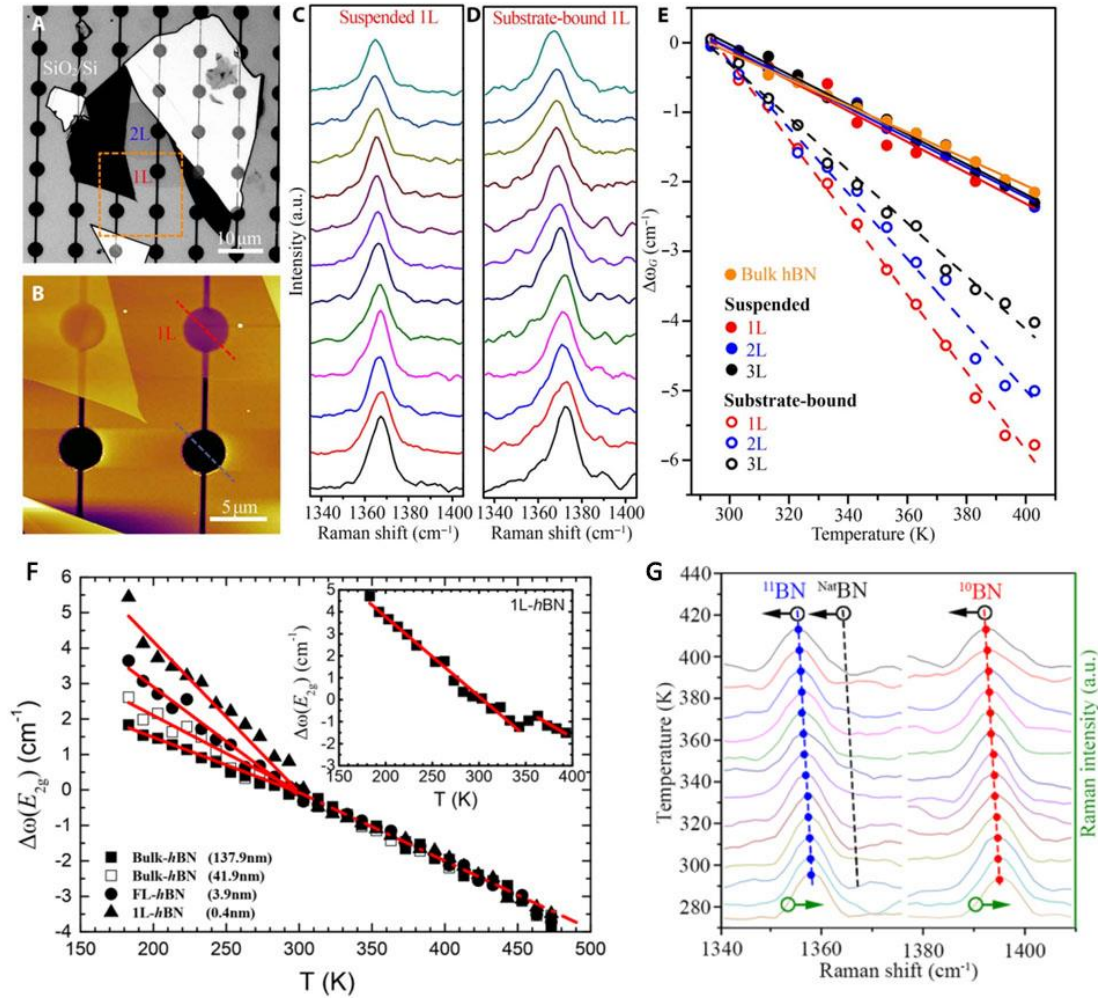 A
SiO₂/Si
2L
1L
10 μm
B
1L
5 μm
C
Suspended 1L
Intensity (a.u.)
1340 1360 1380 1400
Raman shift (cm⁻¹)
D
Substrate-bound 1L
1340 1360 1380 1400
Raman shift (cm⁻¹)
E
0
-1
-2
-3
-4
-5
-6
Δω_G (cm⁻¹)
Bulk hBN
Suspended
1L
2L
3L
Substrate-bound
1L
2L
3L
300 320 340 360 380 400
Temperature (K)
F
6
5
4
3
2
1
0
-1
-2
-3
-4
Δω(E₂g) (cm⁻¹)
Bulk-hBN (137.9nm)
Bulk-hBN (41.9nm)
FL-hBN (3.9nm)
1L-hBN (0.4nm)
150 200 250 300 350 400 450 500
T (K)
1L-hBN
5
4
3
2
1
0
-1
-2
-3
Δω(E₂g) (cm⁻¹)
150 200 250 300 350 400
T (K)
G
440
420
400
380
360
340
320
300
280
Temperature (K)
¹¹BN
ᴺᵃᵗBN
¹⁰BN
Raman intensity (a.u.)
1340 1360 1380 1400
Raman shift (cm⁻¹)